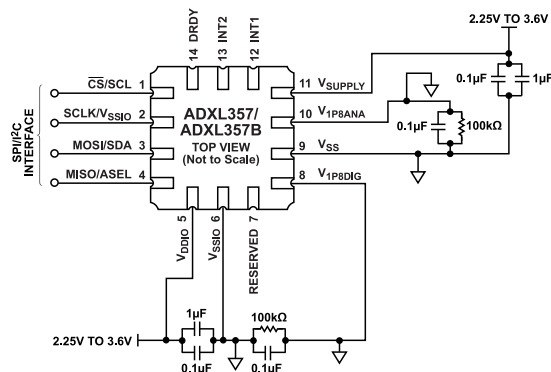 2.25V TO 3.6V
14 DRDY
13 INT2
12 INT1
CS/SCL 1
11 VSUPPLY
0.1µF
1µF
SCLK/VSSIO 2
ADXL357/
ADXL357B
TOP VIEW
(Not to Scale)
10 V1P8ANA
0.1µF
100kΩ
SPI/I2C
INTERFACE
MOSI/SDA 3
9 VSS
MISO/ASEL 4
8 V1P8DIG
VDDIO 5
VSSIO 6
RESERVED 7
1µF
100kΩ
2.25V TO 3.6V
0.1µF
0.1µF